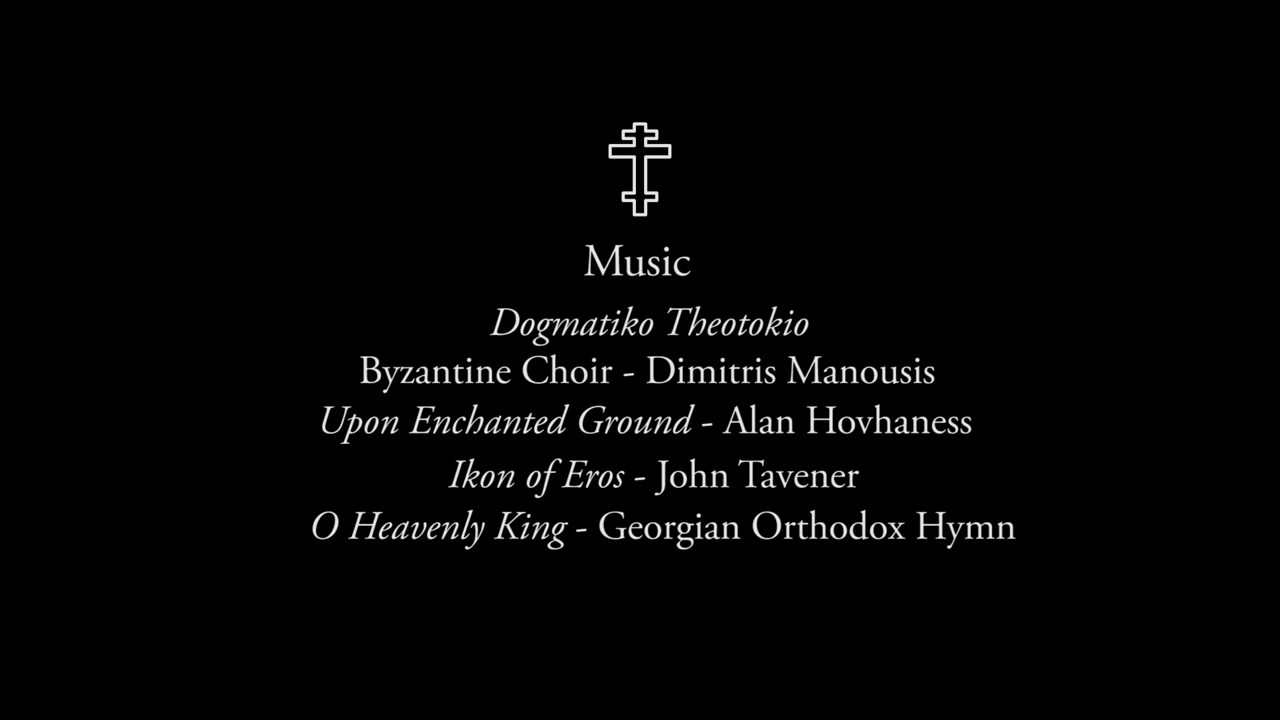 Music
Dogmatiko Theotokio
Byzantine Choir - Dimitris Manousis
Upon Enchanted Ground - Alan Hovhaness
Ikon of Eros - John Tavener
O Heavenly King - Georgian Orthodox Hymn